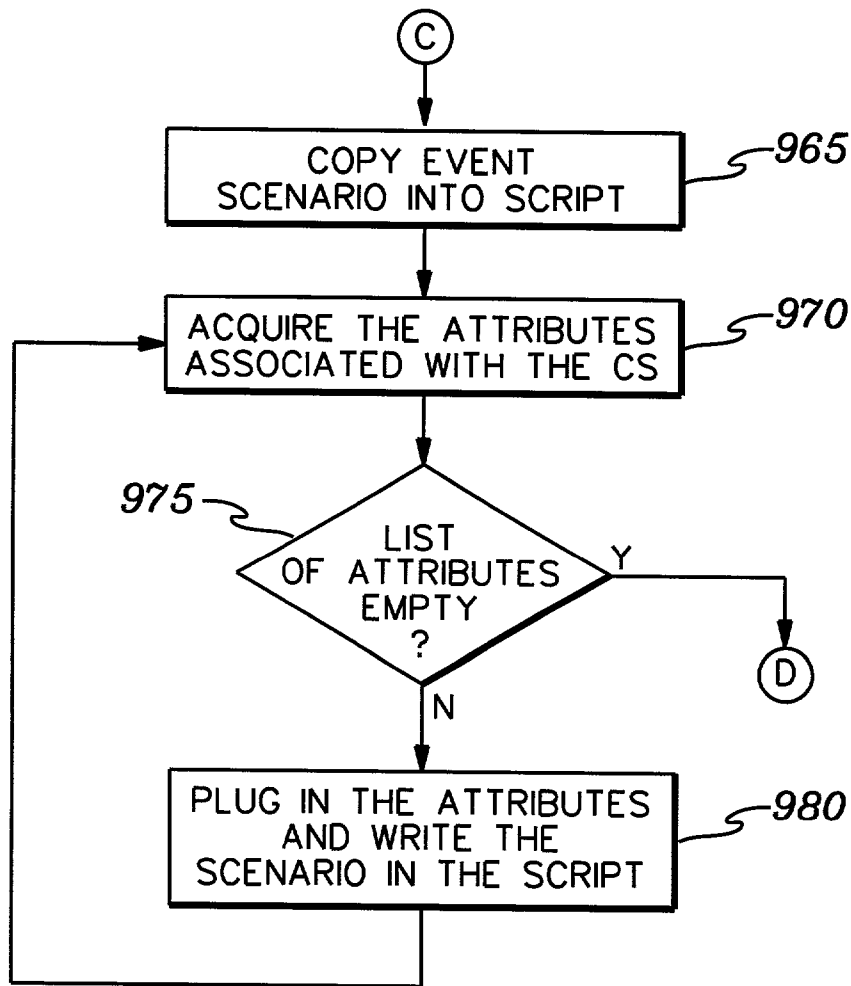 C
COPY EVENT
SCENARIO INTO SCRIPT
965
ACQUIRE THE ATTRIBUTES
ASSOCIATED WITH THE CS
970
975
LIST
OF ATTRIBUTES
EMPTY
?
Y
D
N
PLUG IN THE ATTRIBUTES
AND WRITE THE
SCENARIO IN THE SCRIPT
980